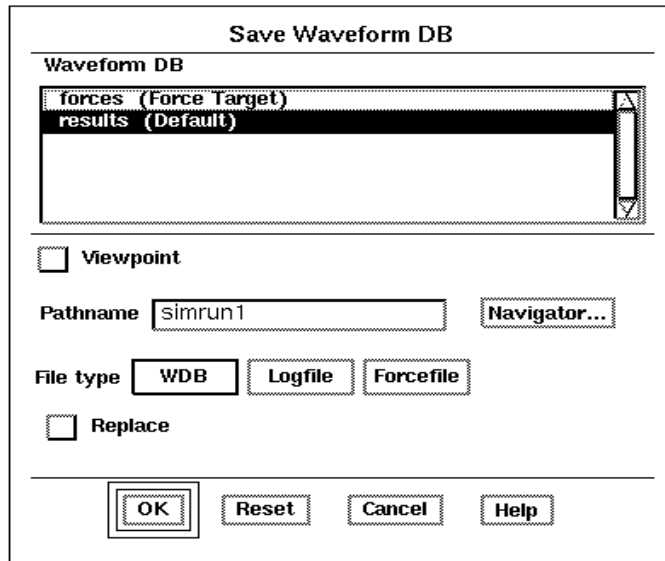 Save Waveform DB
Waveform DB
forces (Force Target)
results (Default)
Viewpoint
Pathname simrun1 Navigator...
File type WDB Logfile Forcefile
Replace
OK Reset Cancel Help